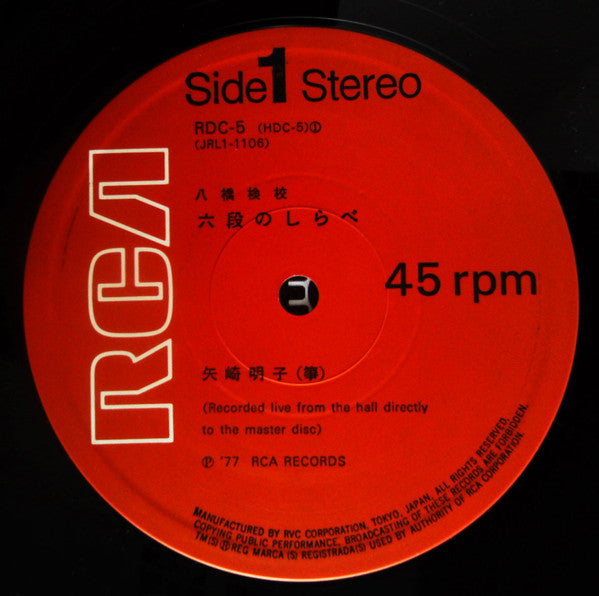 Side 1 Stereo
RDC-5 (HDC-5)①
(JRL1-1106)
八橋検校
六段のしらべ
RCA
45 rpm
矢崎明子(箏)
(Recorded live from the hall directly
to the master disc)
℗ '77 RCA RECORDS
MANUFACTURED BY RVC CORPORATION, TOKYO, JAPAN, ALL RIGHTS RESERVED,
COPYING PUBLIC PERFORMANCE, BROADCASTING OF THESE RECORDS ARE FORBIDDEN,
TM(S) ® REG MARCA (S) REGISTRADA(S) USED BY AUTHORITY OF RCA CORPORATION.